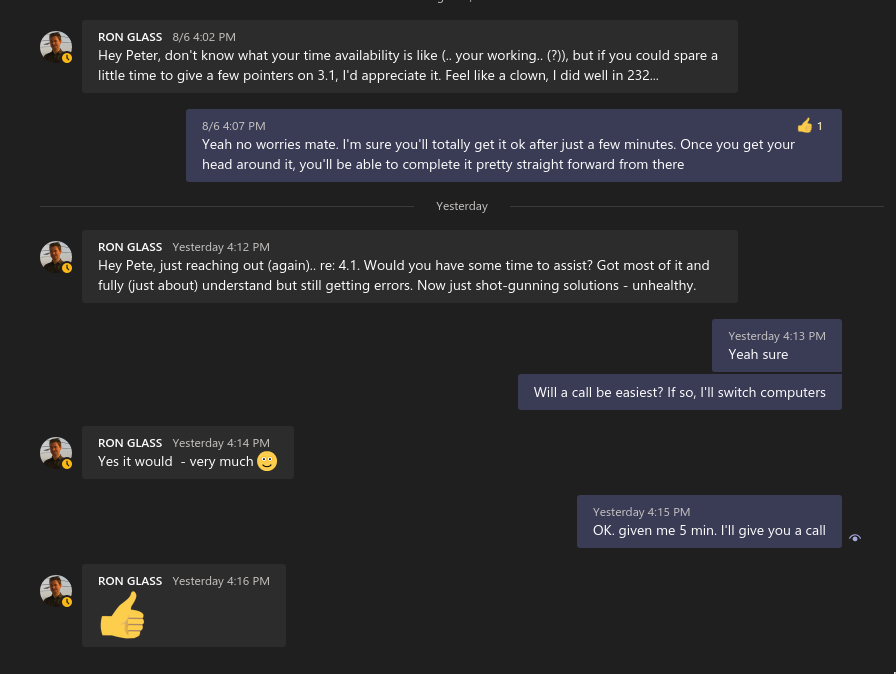 RON GLASS 8/6 4:02 PM
Hey Peter, don't know what your time availability is like (.. your working.. (?)), but if you could spare a
little time to give a few pointers on 3.1, I'd appreciate it. Feel like a clown, I did well in 232...
8/6 4:07 PM
👍 1
Yeah no worries mate. I'm sure you'll totally get it ok after just a few minutes. Once you get your
head around it, you'll be able to complete it pretty straight forward from there
Yesterday
RON GLASS Yesterday 4:12 PM
Hey Pete, just reaching out (again).. re: 4.1. Would you have some time to assist? Got most of it and
fully (just about) understand but still getting errors. Now just shot-gunning solutions - unhealthy.
Yesterday 4:13 PM
Yeah sure
Will a call be easiest? If so, I'll switch computers
RON GLASS Yesterday 4:14 PM
Yes it would  - very much 🙂
Yesterday 4:15 PM
OK. given me 5 min. I'll give you a call
RON GLASS Yesterday 4:16 PM
👍